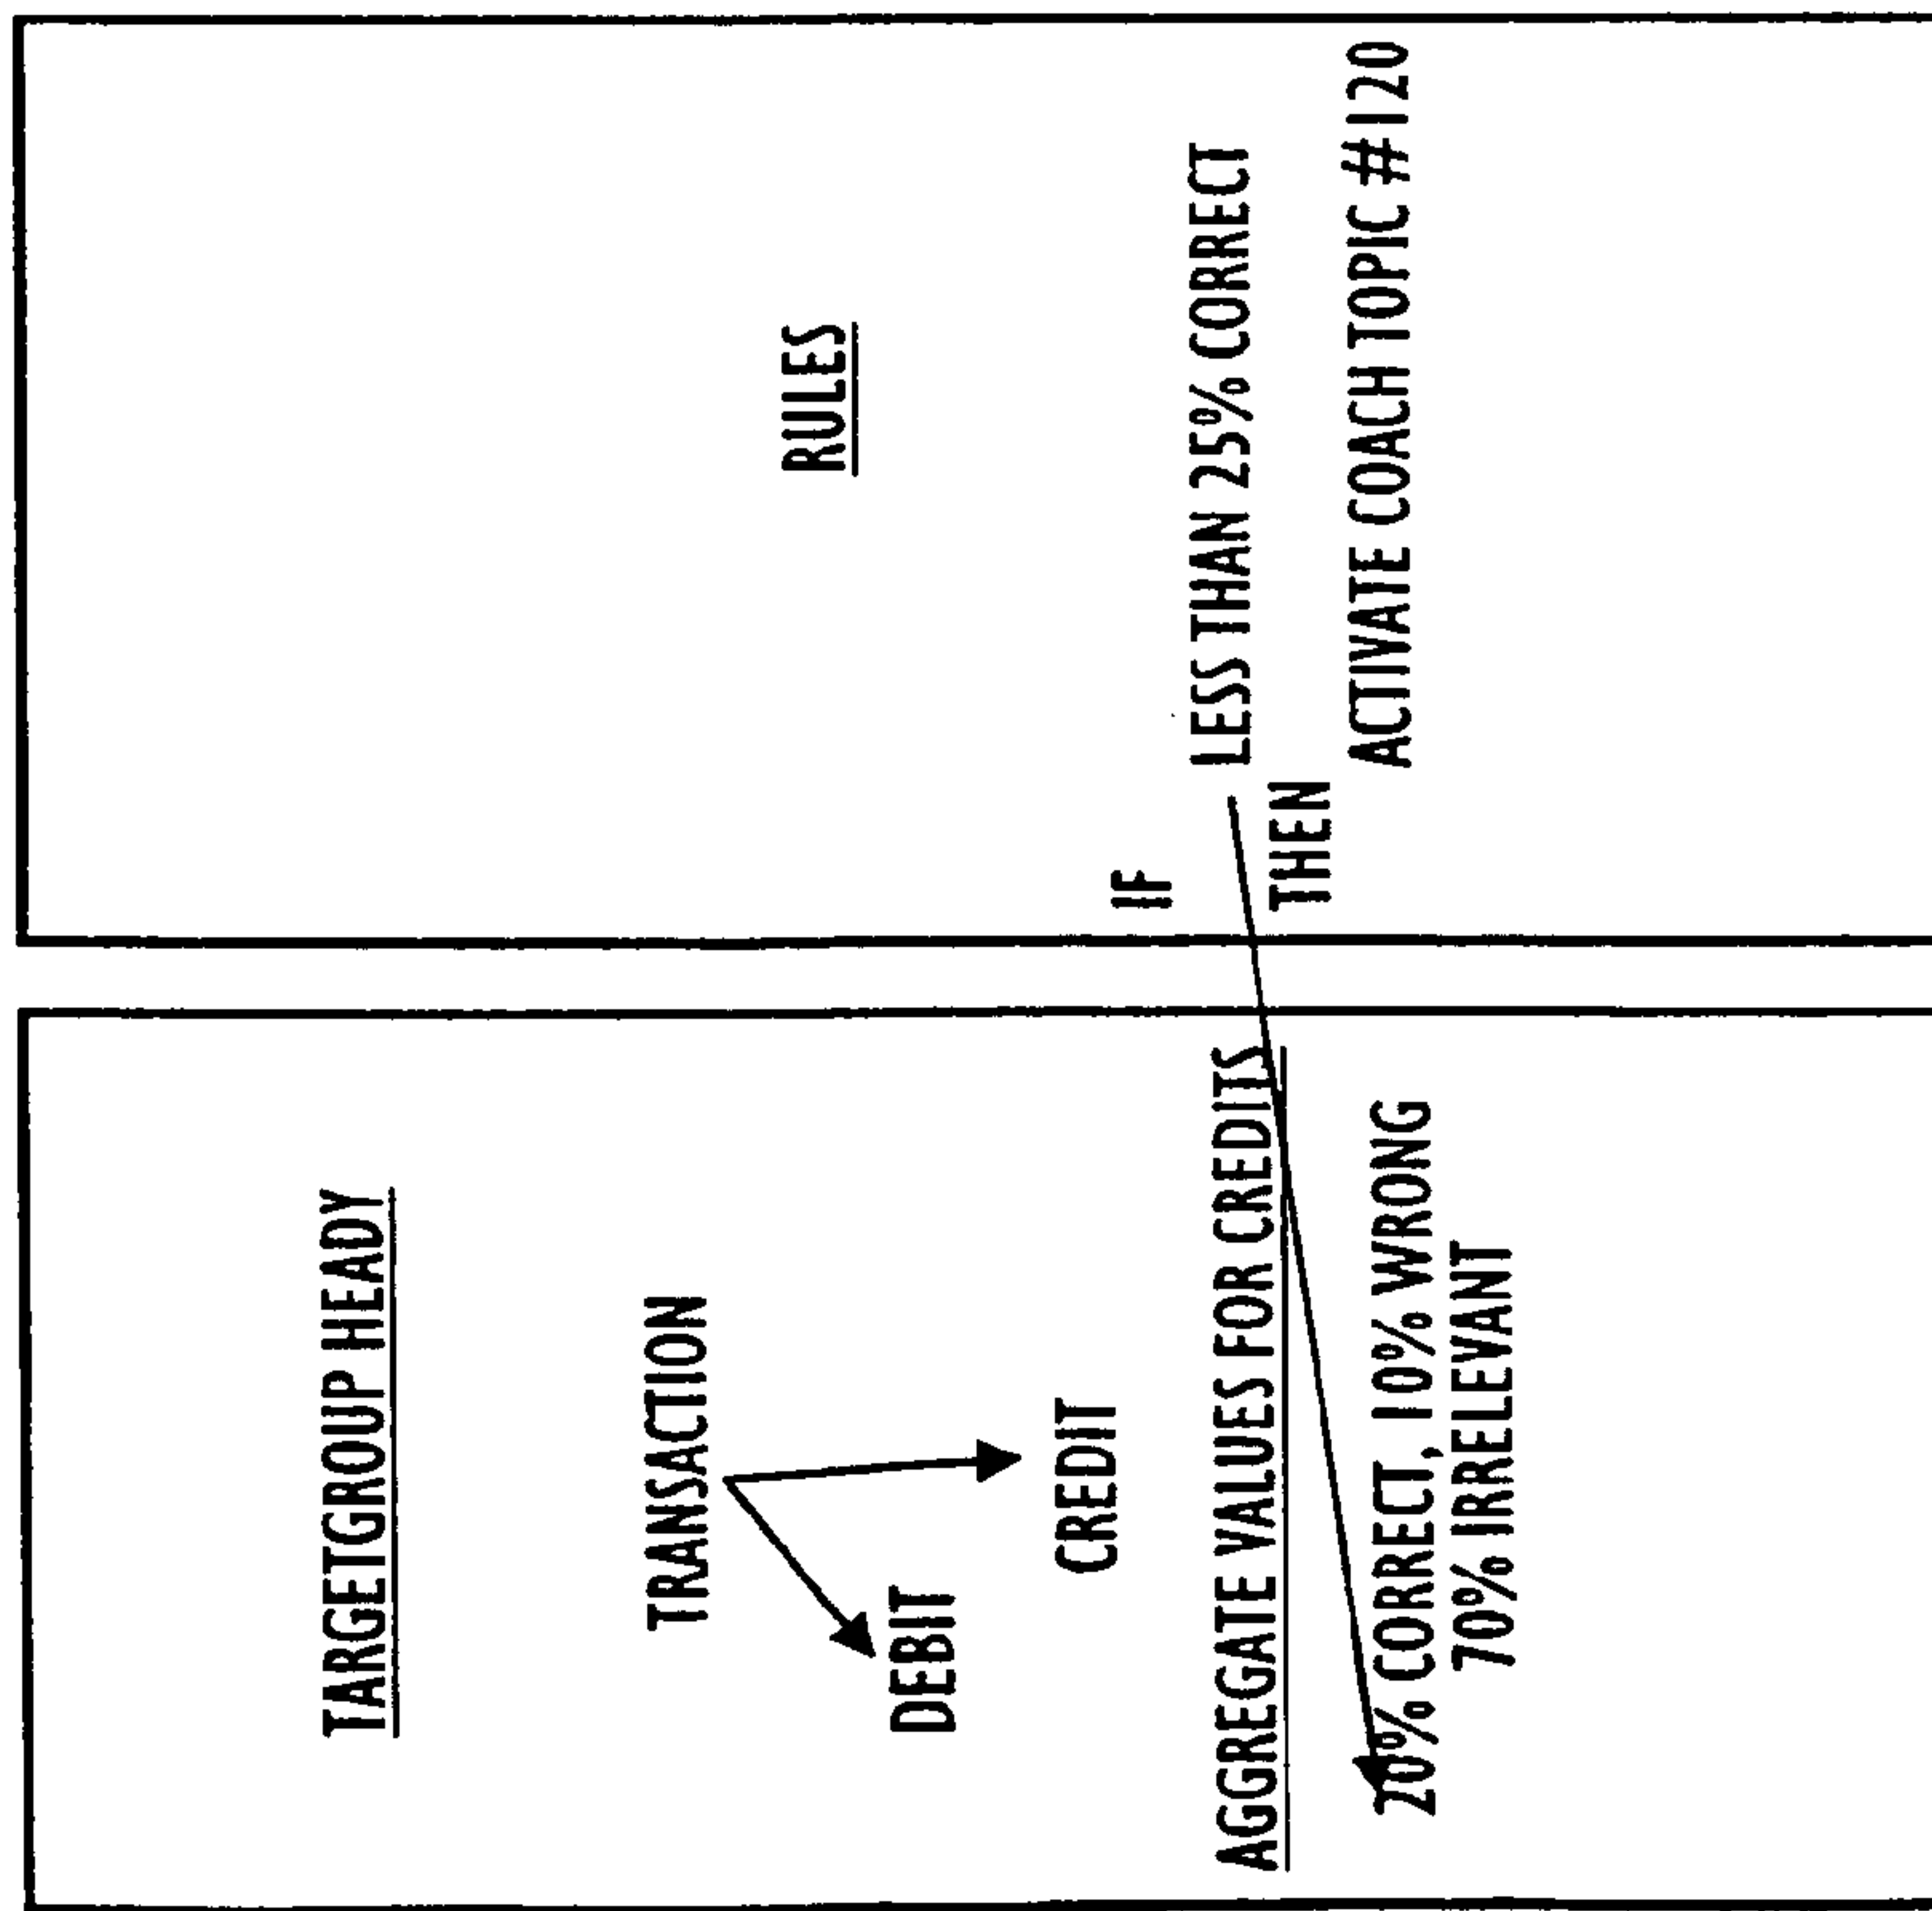 TARGETGROUP HEADY
TRANSACTION
DEBIT
CREDIT
AGGREGATE VALUES FOR CREDITS
20% CORRECT, 10% WRONG
70% IRRELEVANT
RULES
IF
LESS THAN 25% CORRECT
THEN
ACTIVATE COACH TOPIC #120